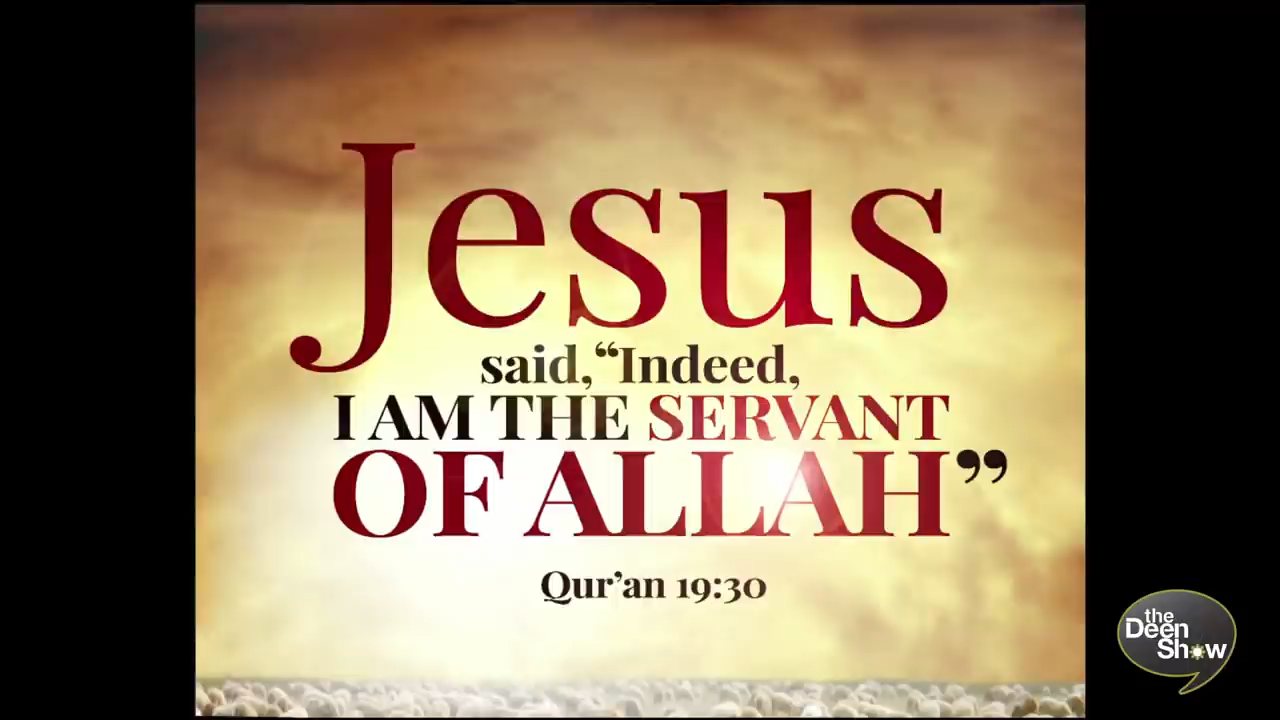 Jesus
said,“Indeed,
I AM THE SERVANT
OF ALLAH”
Qur’an 19:30
the
Deen
Show